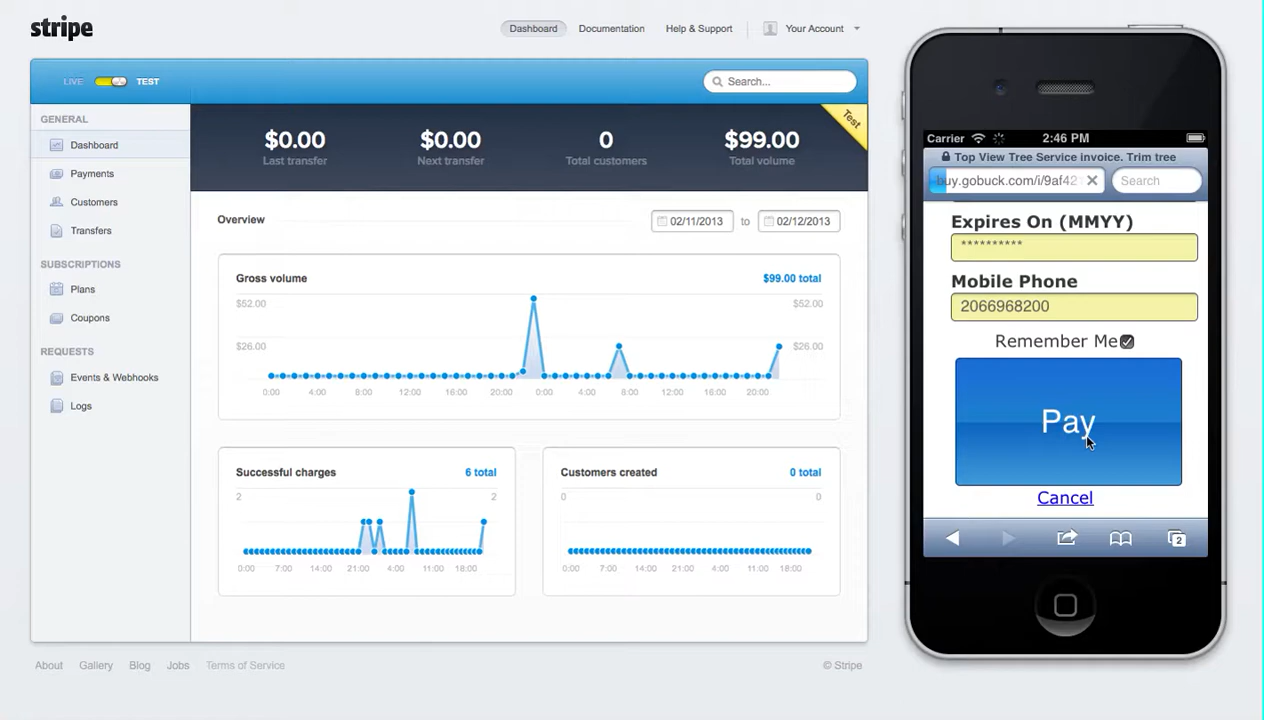 stripe
Dashboard Documentation Help & Support Your Account
LIVE TEST
Search...
GENERAL
Dashboard
Payments
Customers
Transfers
SUBSCRIPTIONS
Plans
Coupons
REQUESTS
Events & Webhooks
Logs
$0.00 $0.00 0 $99.00
Last transfer Next transfer Total customers Total volume
Test
Overview 02/11/2013 to 02/12/2013
Gross volume $99.00 total
$52.00 $52.00
$26.00 $26.00
0:00 4:00 8:00 12:00 16:00 20:00 0:00 4:00 8:00 12:00 16:00 20:00
Successful charges 6 total
2 2
0:00 7:00 14:00 21:00 4:00 11:00 18:00
Customers created 0 total
0 0
0:00 7:00 14:00 21:00 4:00 11:00 18:00
About Gallery Blog Jobs Terms of Service © Stripe
Carrier 2:46 PM
Top View Tree Service invoice. Trim tree
buy.gobuck.com/i/9af42 Search
Expires On (MMYY)
**********
Mobile Phone
2066968200
Remember Me
Pay
Cancel
2